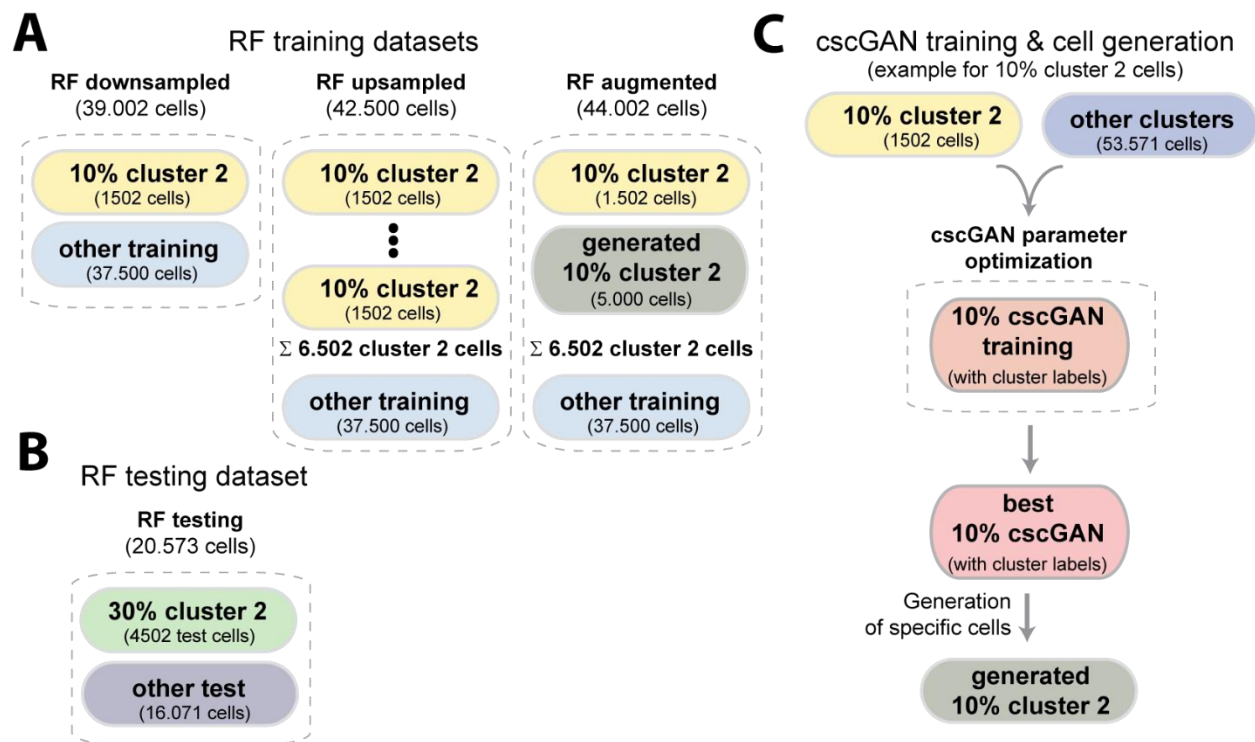 A
RF training datasets
RF downsampled
(39.002 cells)
10% cluster 2
(1502 cells)
other training
(37.500 cells)
RF upsampled
(42.500 cells)
10% cluster 2
(1502 cells)
10% cluster 2
(1502 cells)
Σ 6.502 cluster 2 cells
other training
(37.500 cells)
RF augmented
(44.002 cells)
10% cluster 2
(1.502 cells)
generated
10% cluster 2
(5.000 cells)
Σ 6.502 cluster 2 cells
other training
(37.500 cells)
B
RF testing dataset
RF testing
(20.573 cells)
30% cluster 2
(4502 test cells)
other test
(16.071 cells)
C
cscGAN training & cell generation
(example for 10% cluster 2 cells)
10% cluster 2
(1502 cells)
other clusters
(53.571 cells)
cscGAN parameter
optimization
10% cscGAN
training
(with cluster labels)
best
10% cscGAN
(with cluster labels)
Generation
of specific cells
generated
10% cluster 2